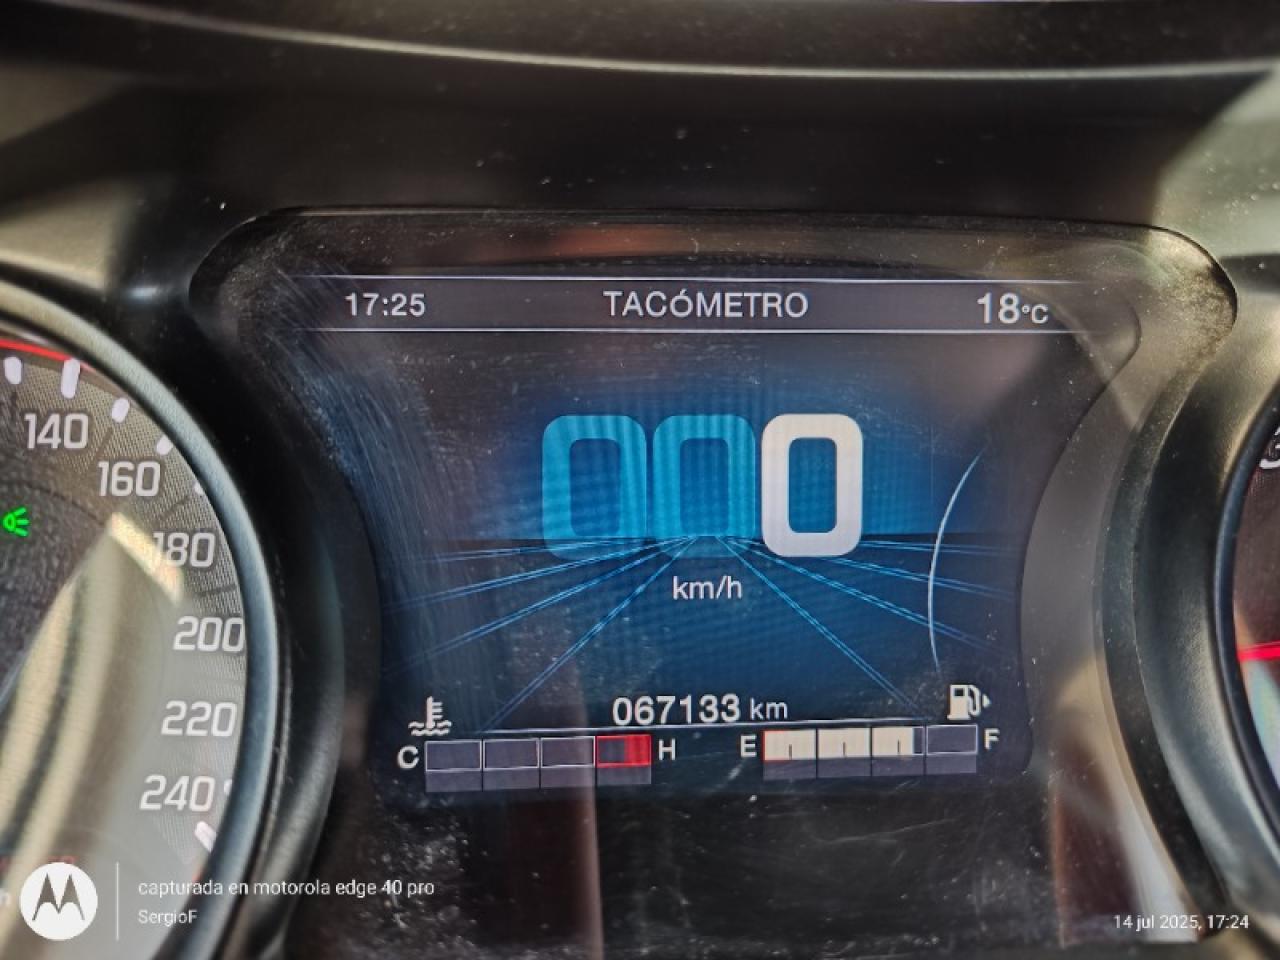 17:25 TACÓMETRO 18°C
140
160
180
200
220
240
000
km/h
067133 km
C H E F
capturada en motorola edge 40 pro
SergioF
14 jul 2025, 17:24